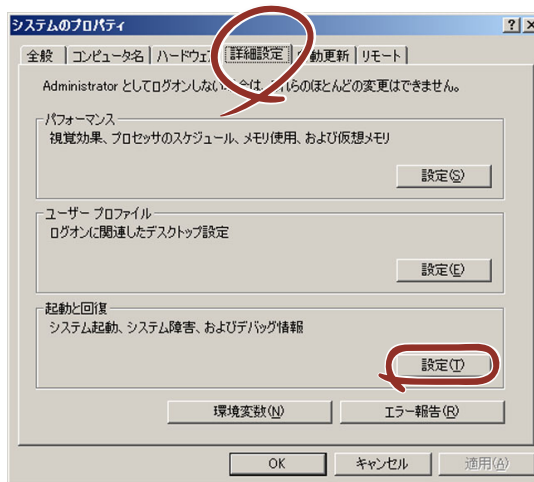 システムのプロパティ
全般 コンピュータ名 ハードウェア 詳細設定 動更新 リモート
Administrator としてログオンしない 合は、 れらのほとんどの変更はできません。
パフォーマンス
視覚効果、プロセッサのスケジュール、メモリ使用、および仮想メモリ
設定(S)
ユーザー プロファイル
ログオンに関連したデスクトップ設定
設定(E)
起動と回復
システム起動、システム障害、およびデバッグ情報
設定(T)
環境変数(N) エラー報告(R)
OK キャンセル 適用(A)